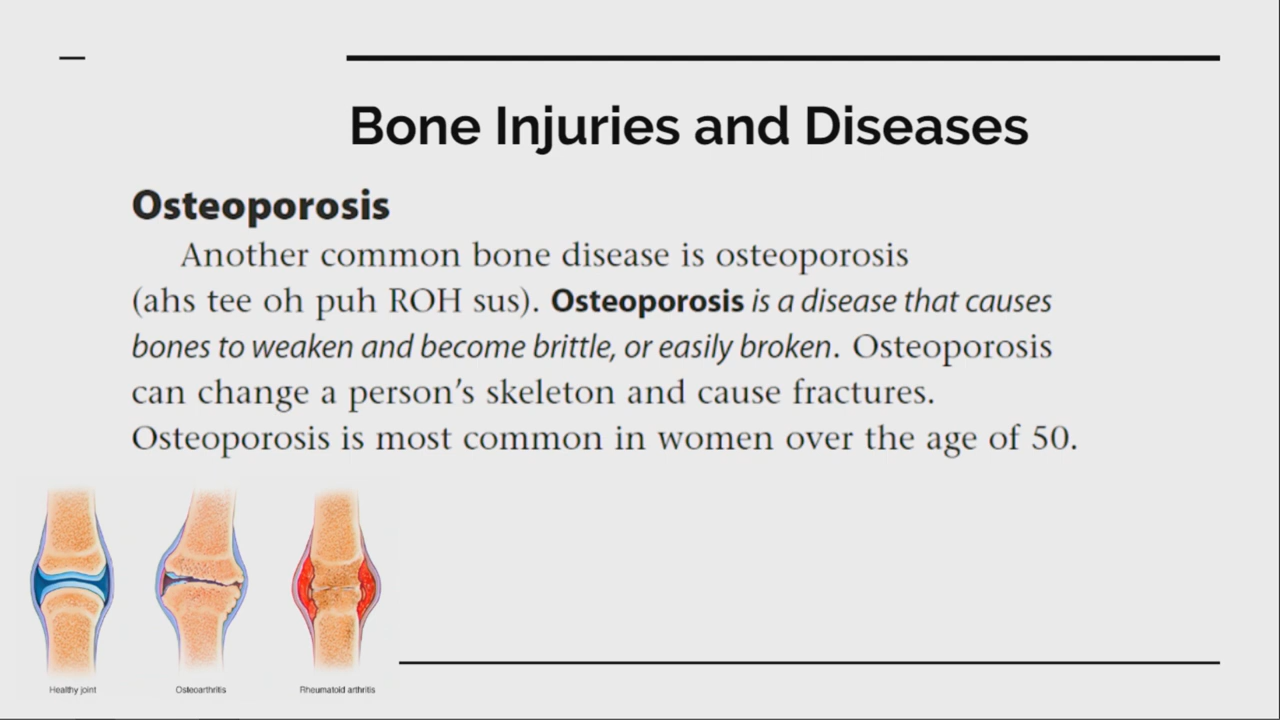 Bone Injuries and Diseases
Osteoporosis
Another common bone disease is osteoporosis
(ahs tee oh puh ROH sus). Osteoporosis is a disease that causes
bones to weaken and become brittle, or easily broken. Osteoporosis
can change a person's skeleton and cause fractures.
Osteoporosis is most common in women over the age of 50.
Healthy joint
Osteoarthritis
Rheumatoid arthritis